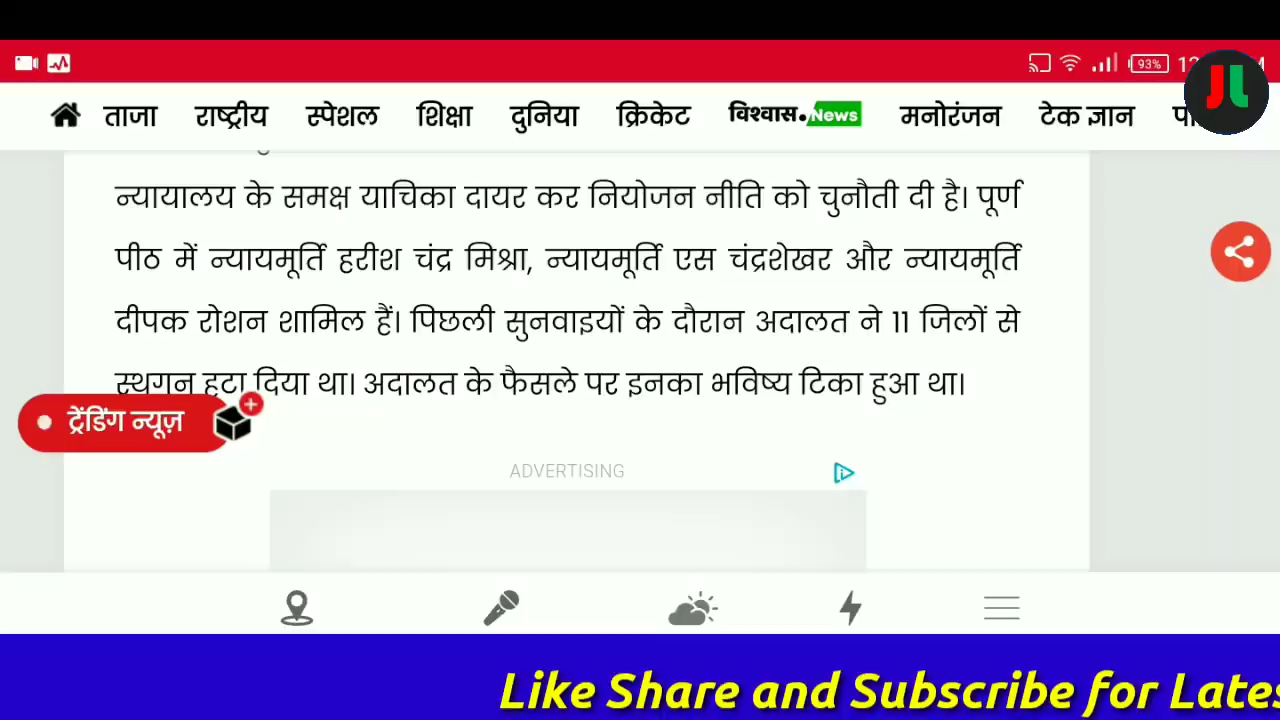 93%
ताजा राष्ट्रीय स्पेशल शिक्षा दुनिया क्रिकेट विश्वास.News मनोरंजन टेक ज्ञान
न्यायालय के समक्ष याचिका दायर कर नियोजन नीति को चुनौती दी है। पूर्ण
पीठ में न्यायमूर्ति हरीश चंद्र मिश्रा, न्यायमूर्ति एस चंद्रशेखर और न्यायमूर्ति
दीपक रोशन शामिल हैं। पिछली सुनवाइयों के दौरान अदालत ने 11 जिलों से
स्थगन हटा दिया था। अदालत के फैसले पर इनका भविष्य टिका हुआ था।
ट्रेंडिंग न्यूज़
ADVERTISING
Like Share and Subscribe for Lates